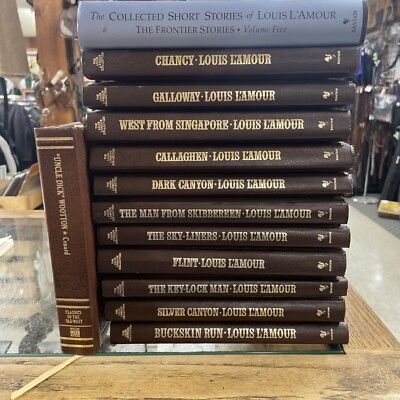 The COLLECTED SHORT STORIES of LOUIS L'AMOUR
THE FRONTIER STORIES • Volume Five
BANTAM
CHANCY • LOUIS L'AMOUR
GALLOWAY • LOUIS L'AMOUR
WEST FROM SINGAPORE • LOUIS L'AMOUR
CALLAGHEN • LOUIS L'AMOUR
DARK CANYON • LOUIS L'AMOUR
THE MAN FROM SKIBBEREEN • LOUIS L'AMOUR
THE SKY-LINERS • LOUIS L'AMOUR
FLINT • LOUIS L'AMOUR
THE KEY-LOCK MAN • LOUIS L'AMOUR
SILVER CANYON • LOUIS L'AMOUR
BUCKSKIN RUN • LOUIS L'AMOUR
"UNCLE DICK" WOOTTON • Conard
CLASSICS OF THE OLD WEST